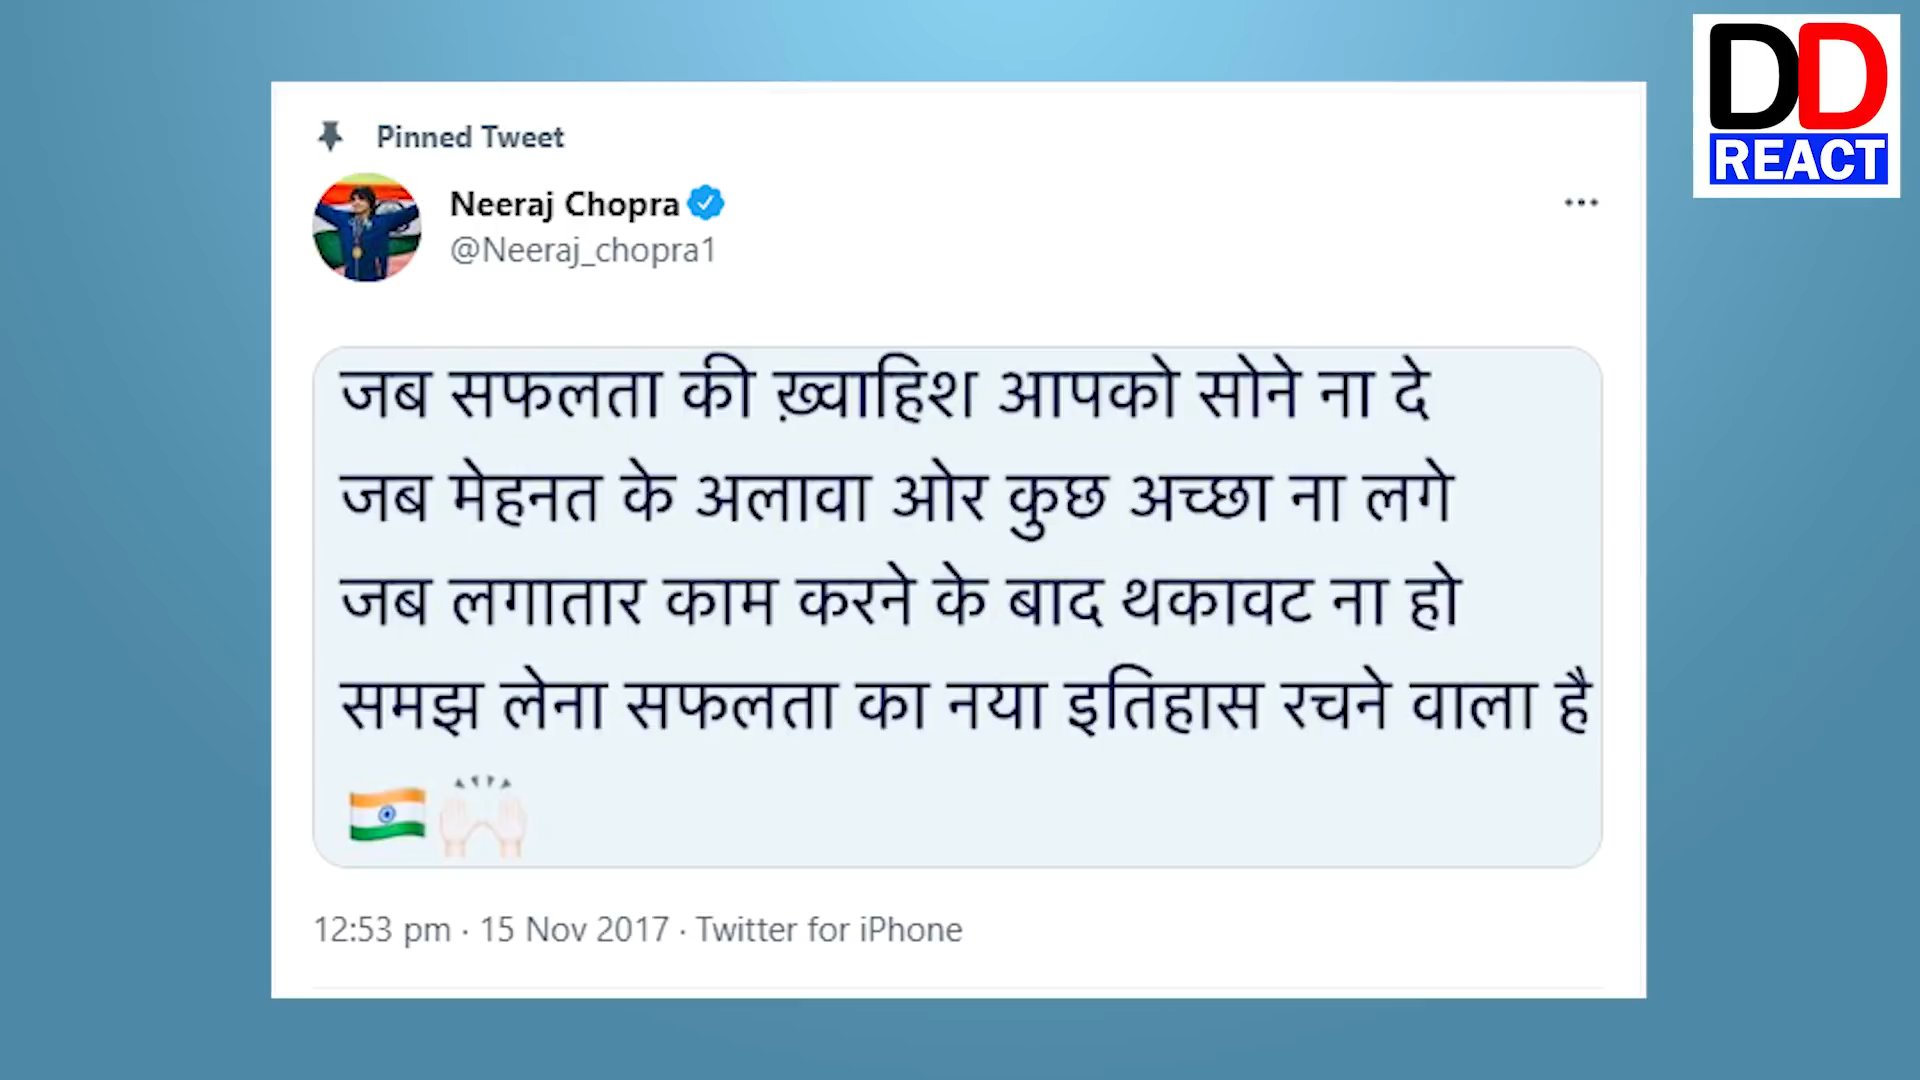 DD
REACT
Pinned Tweet
Neeraj Chopra
@Neeraj_chopra1
जब सफलता की ख़्वाहिश आपको सोने ना दे
जब मेहनत के अलावा ओर कुछ अच्छा ना लगे
जब लगातार काम करने के बाद थकावट ना हो
समझ लेना सफलता का नया इतिहास रचने वाला है
12:53 pm · 15 Nov 2017 · Twitter for iPhone